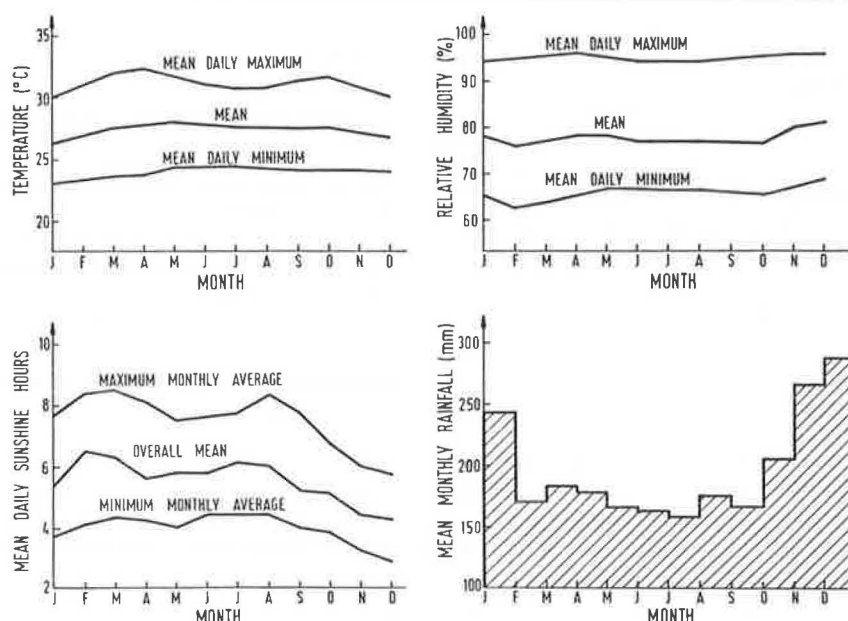 TEMPERATURE (°C)
35
30
25
20
MEAN DAILY MAXIMUM
MEAN
MEAN DAILY MINIMUM
J F M A M J J A S O N D
MONTH
RELATIVE HUMIDITY (%)
100
90
80
70
60
MEAN DAILY MAXIMUM
MEAN
MEAN DAILY MINIMUM
J F M A M J J A S O N D
MONTH
MEAN DAILY SUNSHINE HOURS
10
8
6
4
2
MAXIMUM MONTHLY AVERAGE
OVERALL MEAN
MINIMUM MONTHLY AVERAGE
J F M A M J J A S O N D
MONTH
MEAN MONTHLY RAINFALL (mm)
300
250
200
150
100
J F M A M J J A S O N D
MONTH